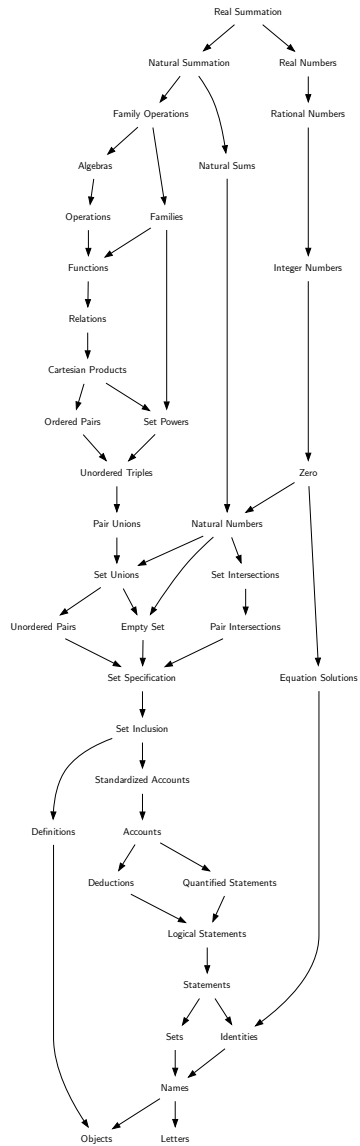 Real Summation
Natural Summation
Real Numbers
Family Operations
Rational Numbers
Algebras
Natural Sums
Operations
Families
Functions
Integer Numbers
Relations
Cartesian Products
Ordered Pairs
Set Powers
Unordered Triples
Zero
Pair Unions
Natural Numbers
Set Unions
Set Intersections
Unordered Pairs
Empty Set
Pair Intersections
Set Specification
Equation Solutions
Set Inclusion
Standardized Accounts
Definitions
Accounts
Deductions
Quantified Statements
Logical Statements
Statements
Sets
Identities
Names
Objects
Letters